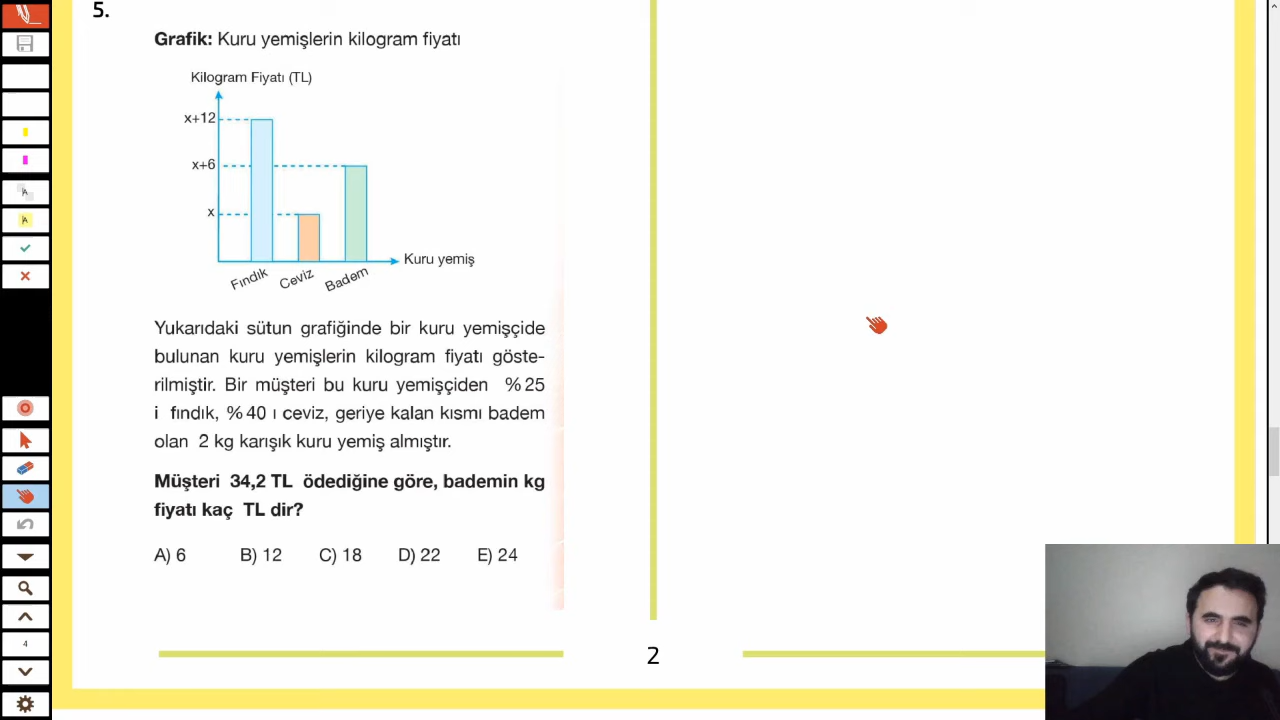 5.
Grafik: Kuru yemişlerin kilogram fiyatı
Kilogram Fiyatı (TL)
x+12
x+6
x
Kuru yemiş
Fındık Ceviz Badem
Yukarıdaki sütun grafiğinde bir kuru yemişçide
bulunan kuru yemişlerin kilogram fiyatı göste-
rilmiştir. Bir müşteri bu kuru yemişçiden %25
i fındık, %40 ı ceviz, geriye kalan kısmı badem
olan 2 kg karışık kuru yemiş almıştır.
Müşteri 34,2 TL ödediğine göre, bademin kg
fiyatı kaç TL dir?
A) 6 B) 12 C) 18 D) 22 E) 24
2
A
A
4